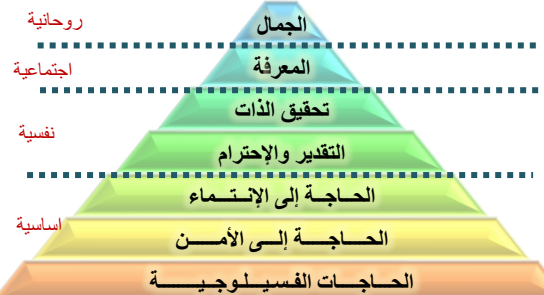 روحانية
الجمال
اجتماعية
المعرفة
تحقيق الذات
نفسية
التقدير والإحترام
الحاجة إلى الإنتماء
اساسية
الحاجة إلى الأمن
الحاجات الفسيلوجية